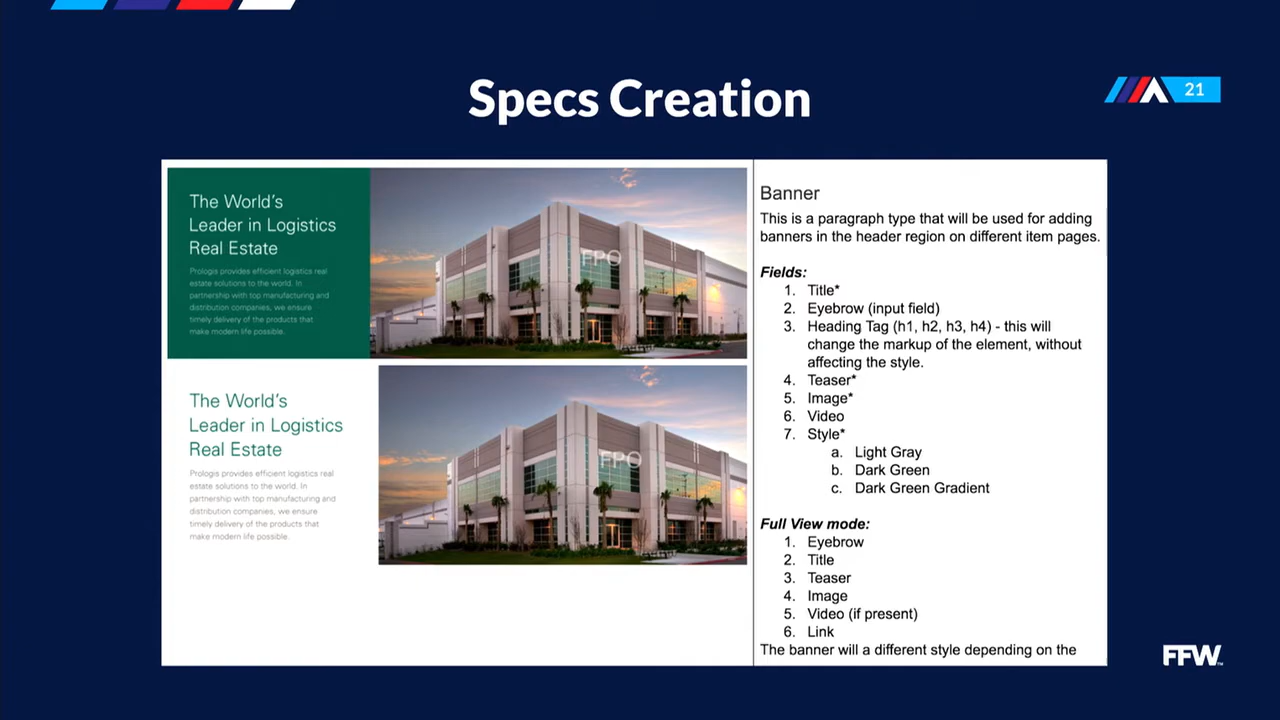 Specs Creation
21
The World's
Leader in Logistics
Real Estate
Prologis provides efficient logistics real
estate solutions to the world. In
partnership with top manufacturing and
distribution companies, we ensure
timely delivery of the products that
make modern life possible.
FPO
The World's
Leader in Logistics
Real Estate
Prologis provides efficient logistics real
estate solutions to the world. In
partnership with top manufacturing and
distribution companies, we ensure
timely delivery of the products that
make modern life possible.
FPO
Banner
This is a paragraph type that will be used for adding
banners in the header region on different item pages.
Fields:
1. Title*
2. Eyebrow (input field)
3. Heading Tag (h1, h2, h3, h4) - this will
change the markup of the element, without
affecting the style.
4. Teaser*
5. Image*
6. Video
7. Style*
a. Light Gray
b. Dark Green
c. Dark Green Gradient
Full View mode:
1. Eyebrow
2. Title
3. Teaser
4. Image
5. Video (if present)
6. Link
The banner will a different style depending on the
FFW